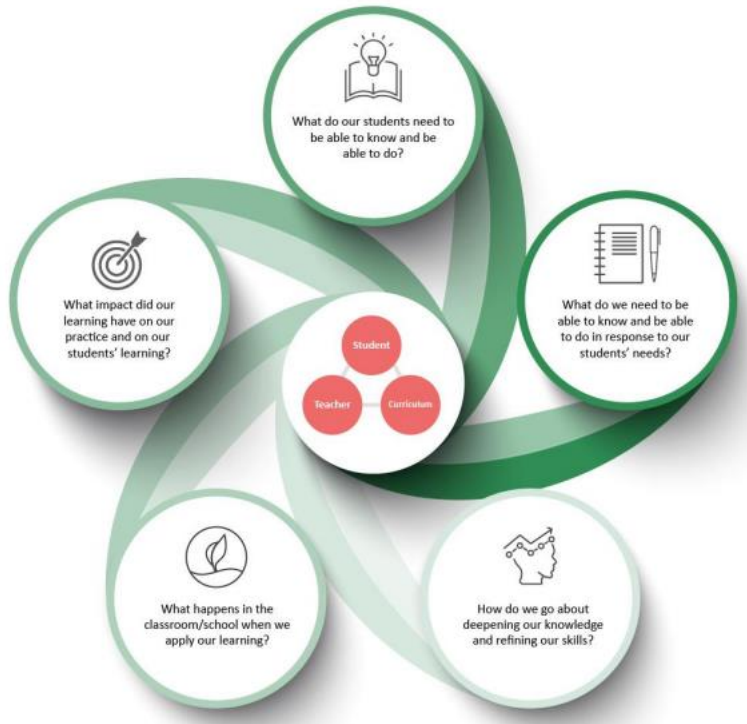 What do our students need to
be able to know and be
able to do?
What do we need to be
able to know and be able
to do in response to our
students' needs?
How do we go about
deepening our knowledge
and refining our skills?
What happens in the
classroom/school when we
apply our learning?
What impact did our
learning have on our
practice and on our
students' learning?
Student
Teacher
Curriculum